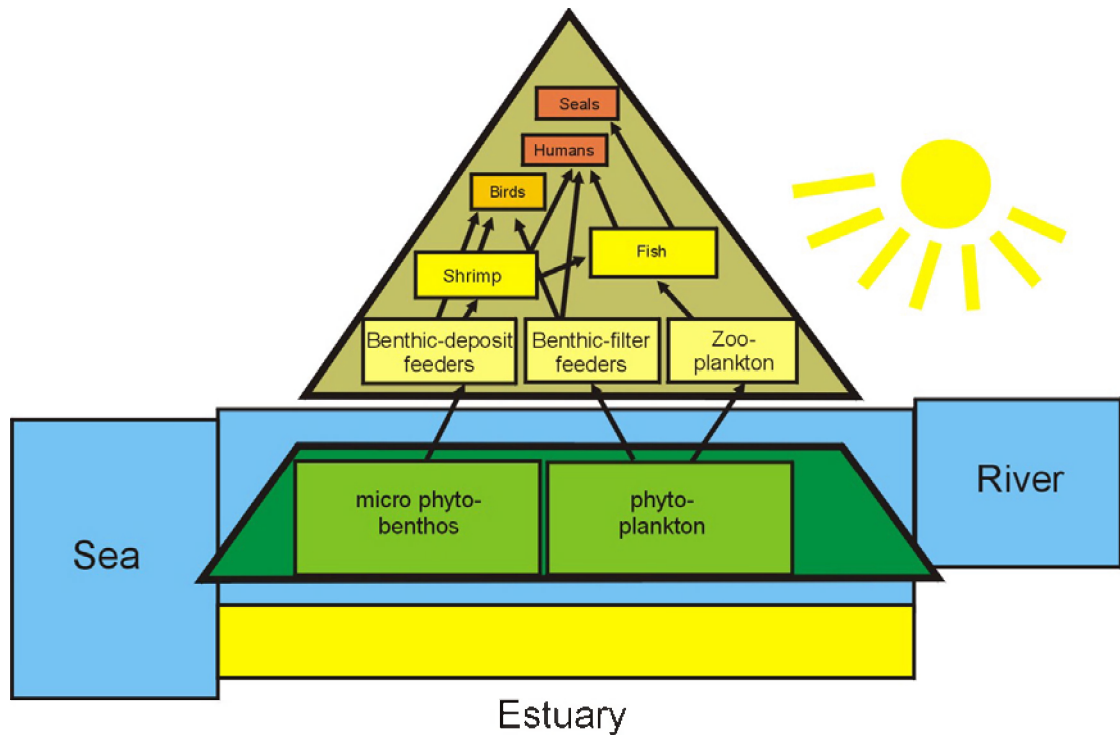 Seals
Humans
Birds
Fish
Shrimp
Benthic-deposit
feeders
Benthic-filter
feeders
Zoo-
plankton
micro phyto-
benthos
phyto-
plankton
Sea
River
Estuary